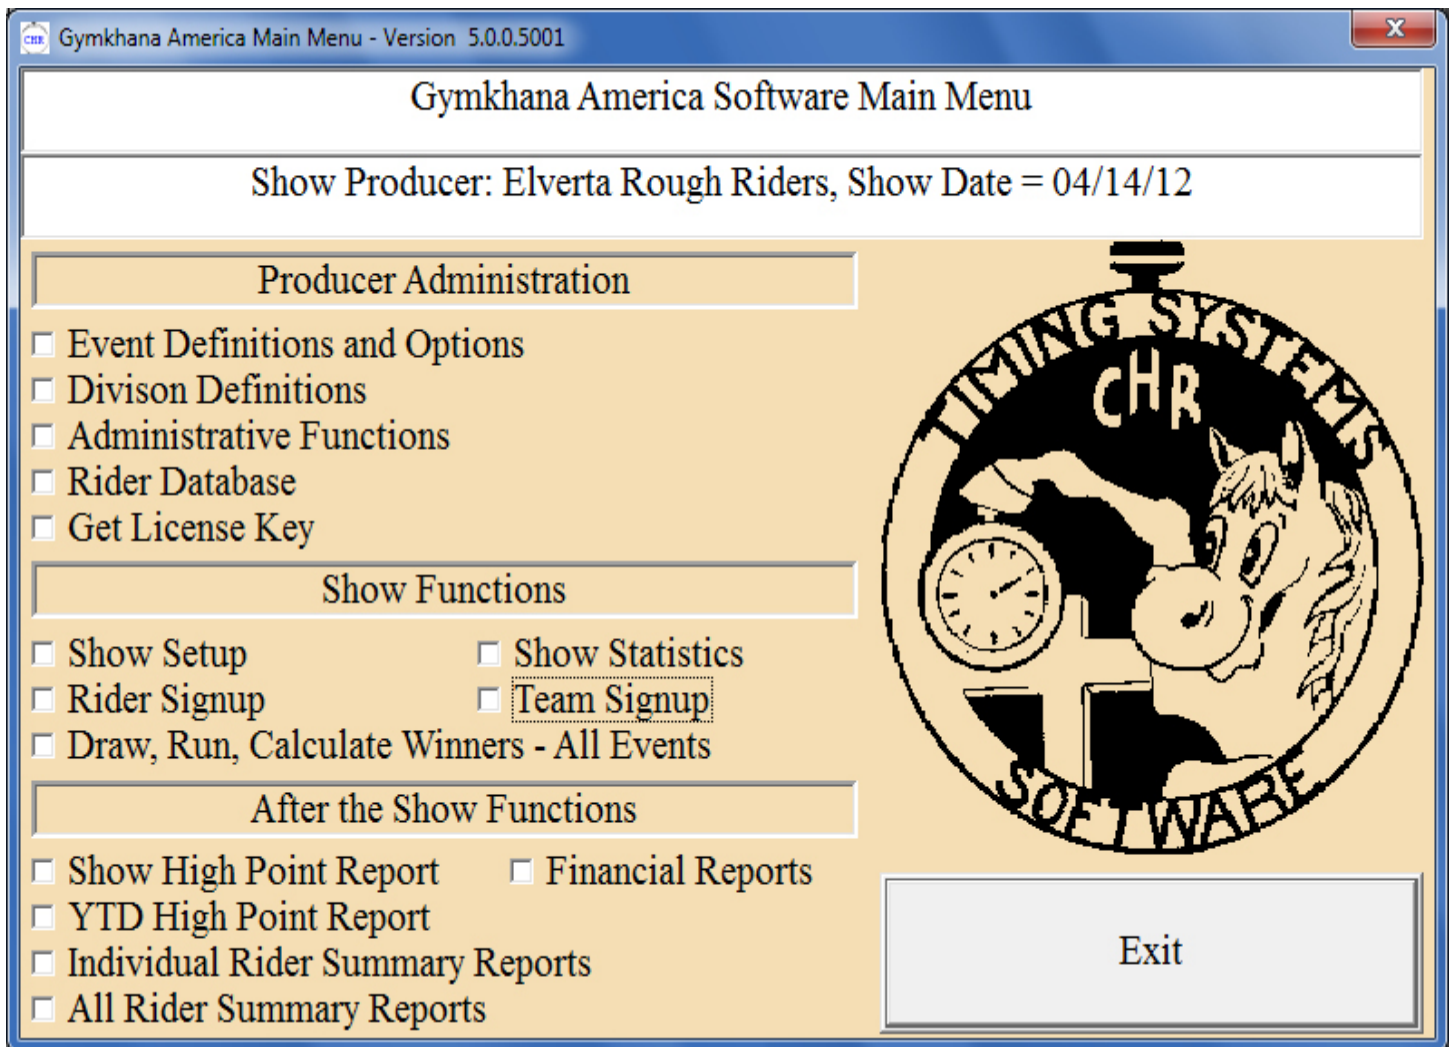 CHR Gymkhana America Main Menu - Version 5.0.0.5001
X
Gymkhana America Software Main Menu
Show Producer: Elverta Rough Riders, Show Date = 04/14/12
Producer Administration
Event Definitions and Options
Divison Definitions
Administrative Functions
Rider Database
Get License Key
Show Functions
Show Setup
Show Statistics
Rider Signup
Team Signup
Draw, Run, Calculate Winners - All Events
After the Show Functions
Show High Point Report
Financial Reports
YTD High Point Report
Individual Rider Summary Reports
All Rider Summary Reports
TIMING SYSTEMS
CHR
SOFTWARE
Exit